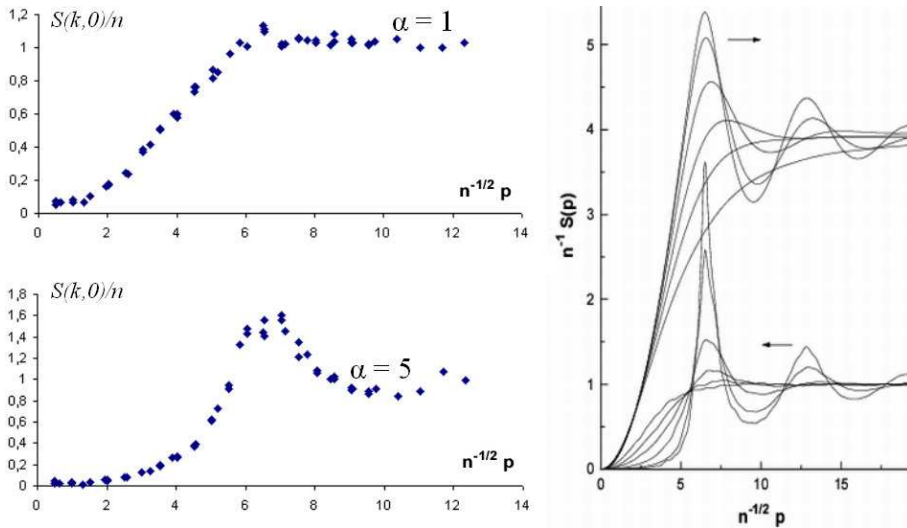 S(k,0)/n
α = 1
1,2
1
0,8
0,6
0,4
0,2
0
0 2 4 6 8 10 12 14
n-1/2 p
S(k,0)/n
α = 5
1,8
1,6
1,4
1,2
1
0,8
0,6
0,4
0,2
0
0 2 4 6 8 10 12 14
n-1/2 p
n-1 S(p)
5
4
3
2
1
0
0 5 10 15
n-1/2 p